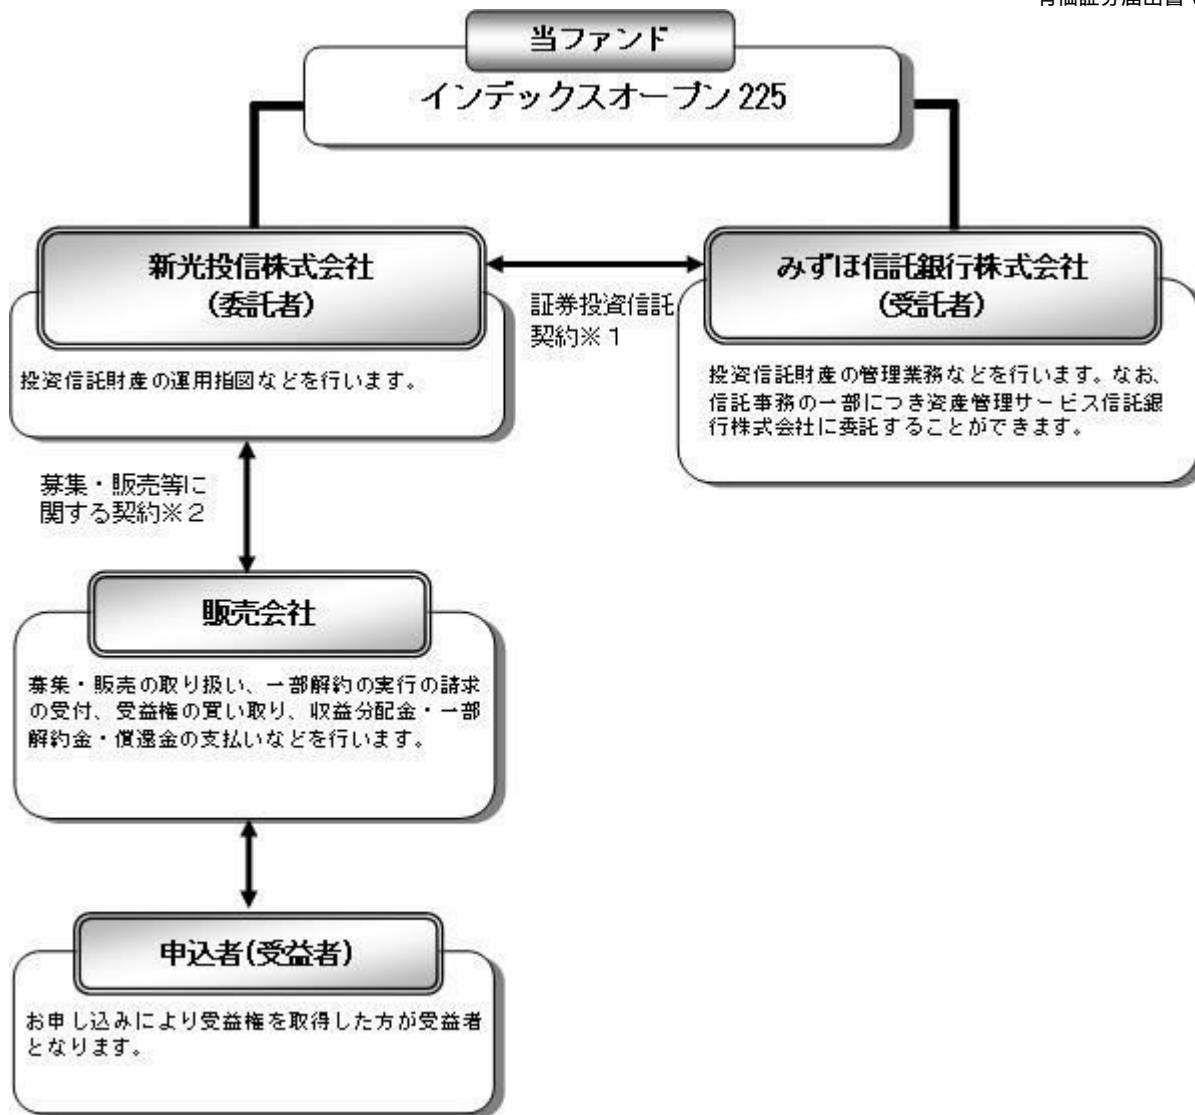 当ファンド
インデックスオープン 225
新光投信株式会社
(委託者)
投資信託財産の運用指図などを行います。
証券投資信託
契約※1
みずほ信託銀行株式会社
(受託者)
投資信託財産の管理業務などを行います。なお、
信託事務の一部につき資産管理サービス信託銀
行株式会社に委託することができます。
募集・販売等に
関する契約※2
販売会社
募集・販売の取り扱い、一部解約の実行の請求
の受付、受益権の買い取り、収益分配金・一部
解約金・償還金の支払いなどを行います。
申込者(受益者)
お申し込みにより受益権を取得した方が受益者
となります。